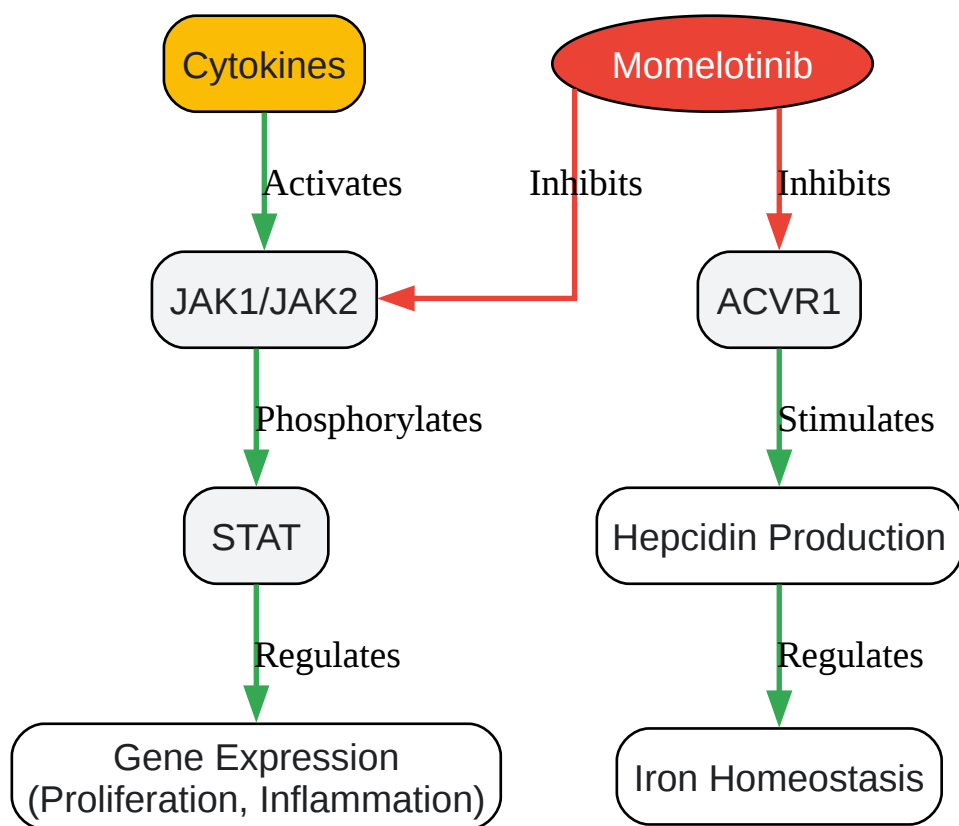 Cytokines
Momelotinib
Activates
Inhibits
Inhibits
JAK1/JAK2
ACVR1
Phosphorylates
Stimulates
STAT
Hepcidin Production
Regulates
Regulates
Gene Expression
(Proliferation, Inflammation)
Iron Homeostasis